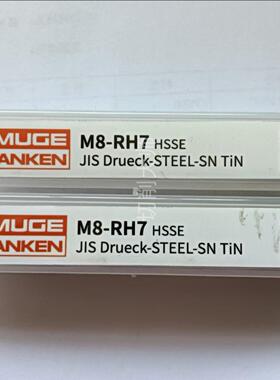 MUGE
ANKEN
M8-RH7 HSSE
JIS Drueck-STEEL-SN TiN
MUGE
ANKEN
M8-RH7 HSSE
JIS Drueck-STEEL-SN TiN